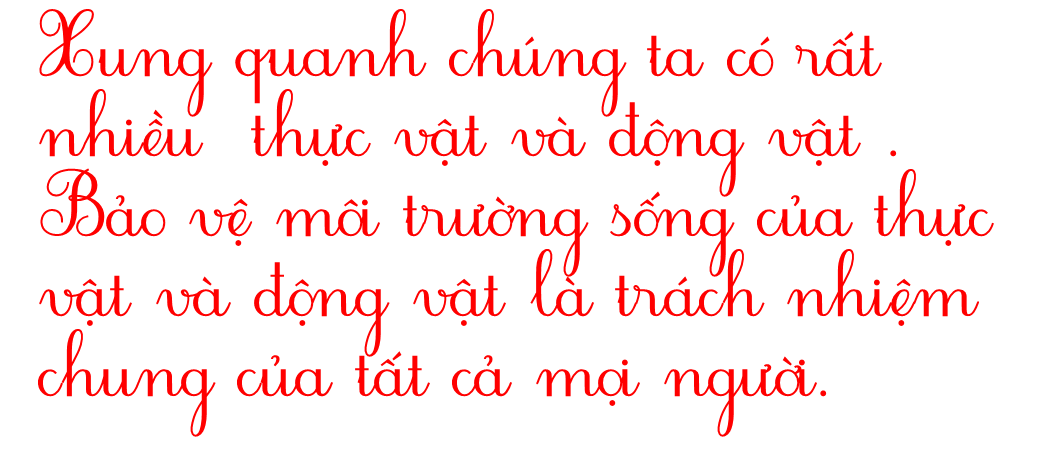 Xung quanh chúng ta có rất
nhiều thực vật và động vật .
Bảo vệ môi trường sống của thực
vật và động vật là trách nhiệm
chung của tất cả mọi người.